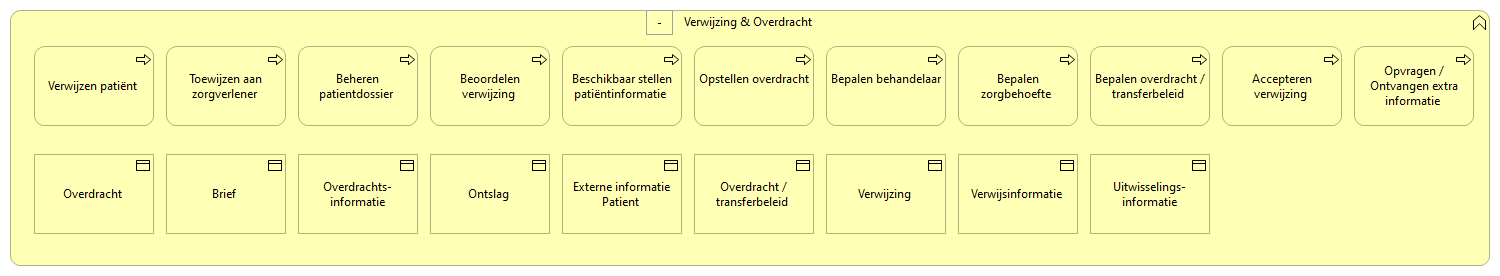 - Verwijzing & Overdracht
Verwijzen patiënt
Toewijzen aan
zorgverlener
Beheren
patientdossier
Beoordelen
verwijzing
Beschikbaar stellen
patiëntinformatie
Opstellen overdracht
Bepalen behandelaar
Bepalen
zorgbehoefte
Bepalen overdracht /
transferbeleid
Accepteren
verwijzing
Opvragen /
Ontvangen extra
informatie
Overdracht
Brief
Overdrachts-
informatie
Ontslag
Externe informatie
Patient
Overdracht /
transferbeleid
Verwijzing
Verwijsinformatie
Uitwisselings-
informatie